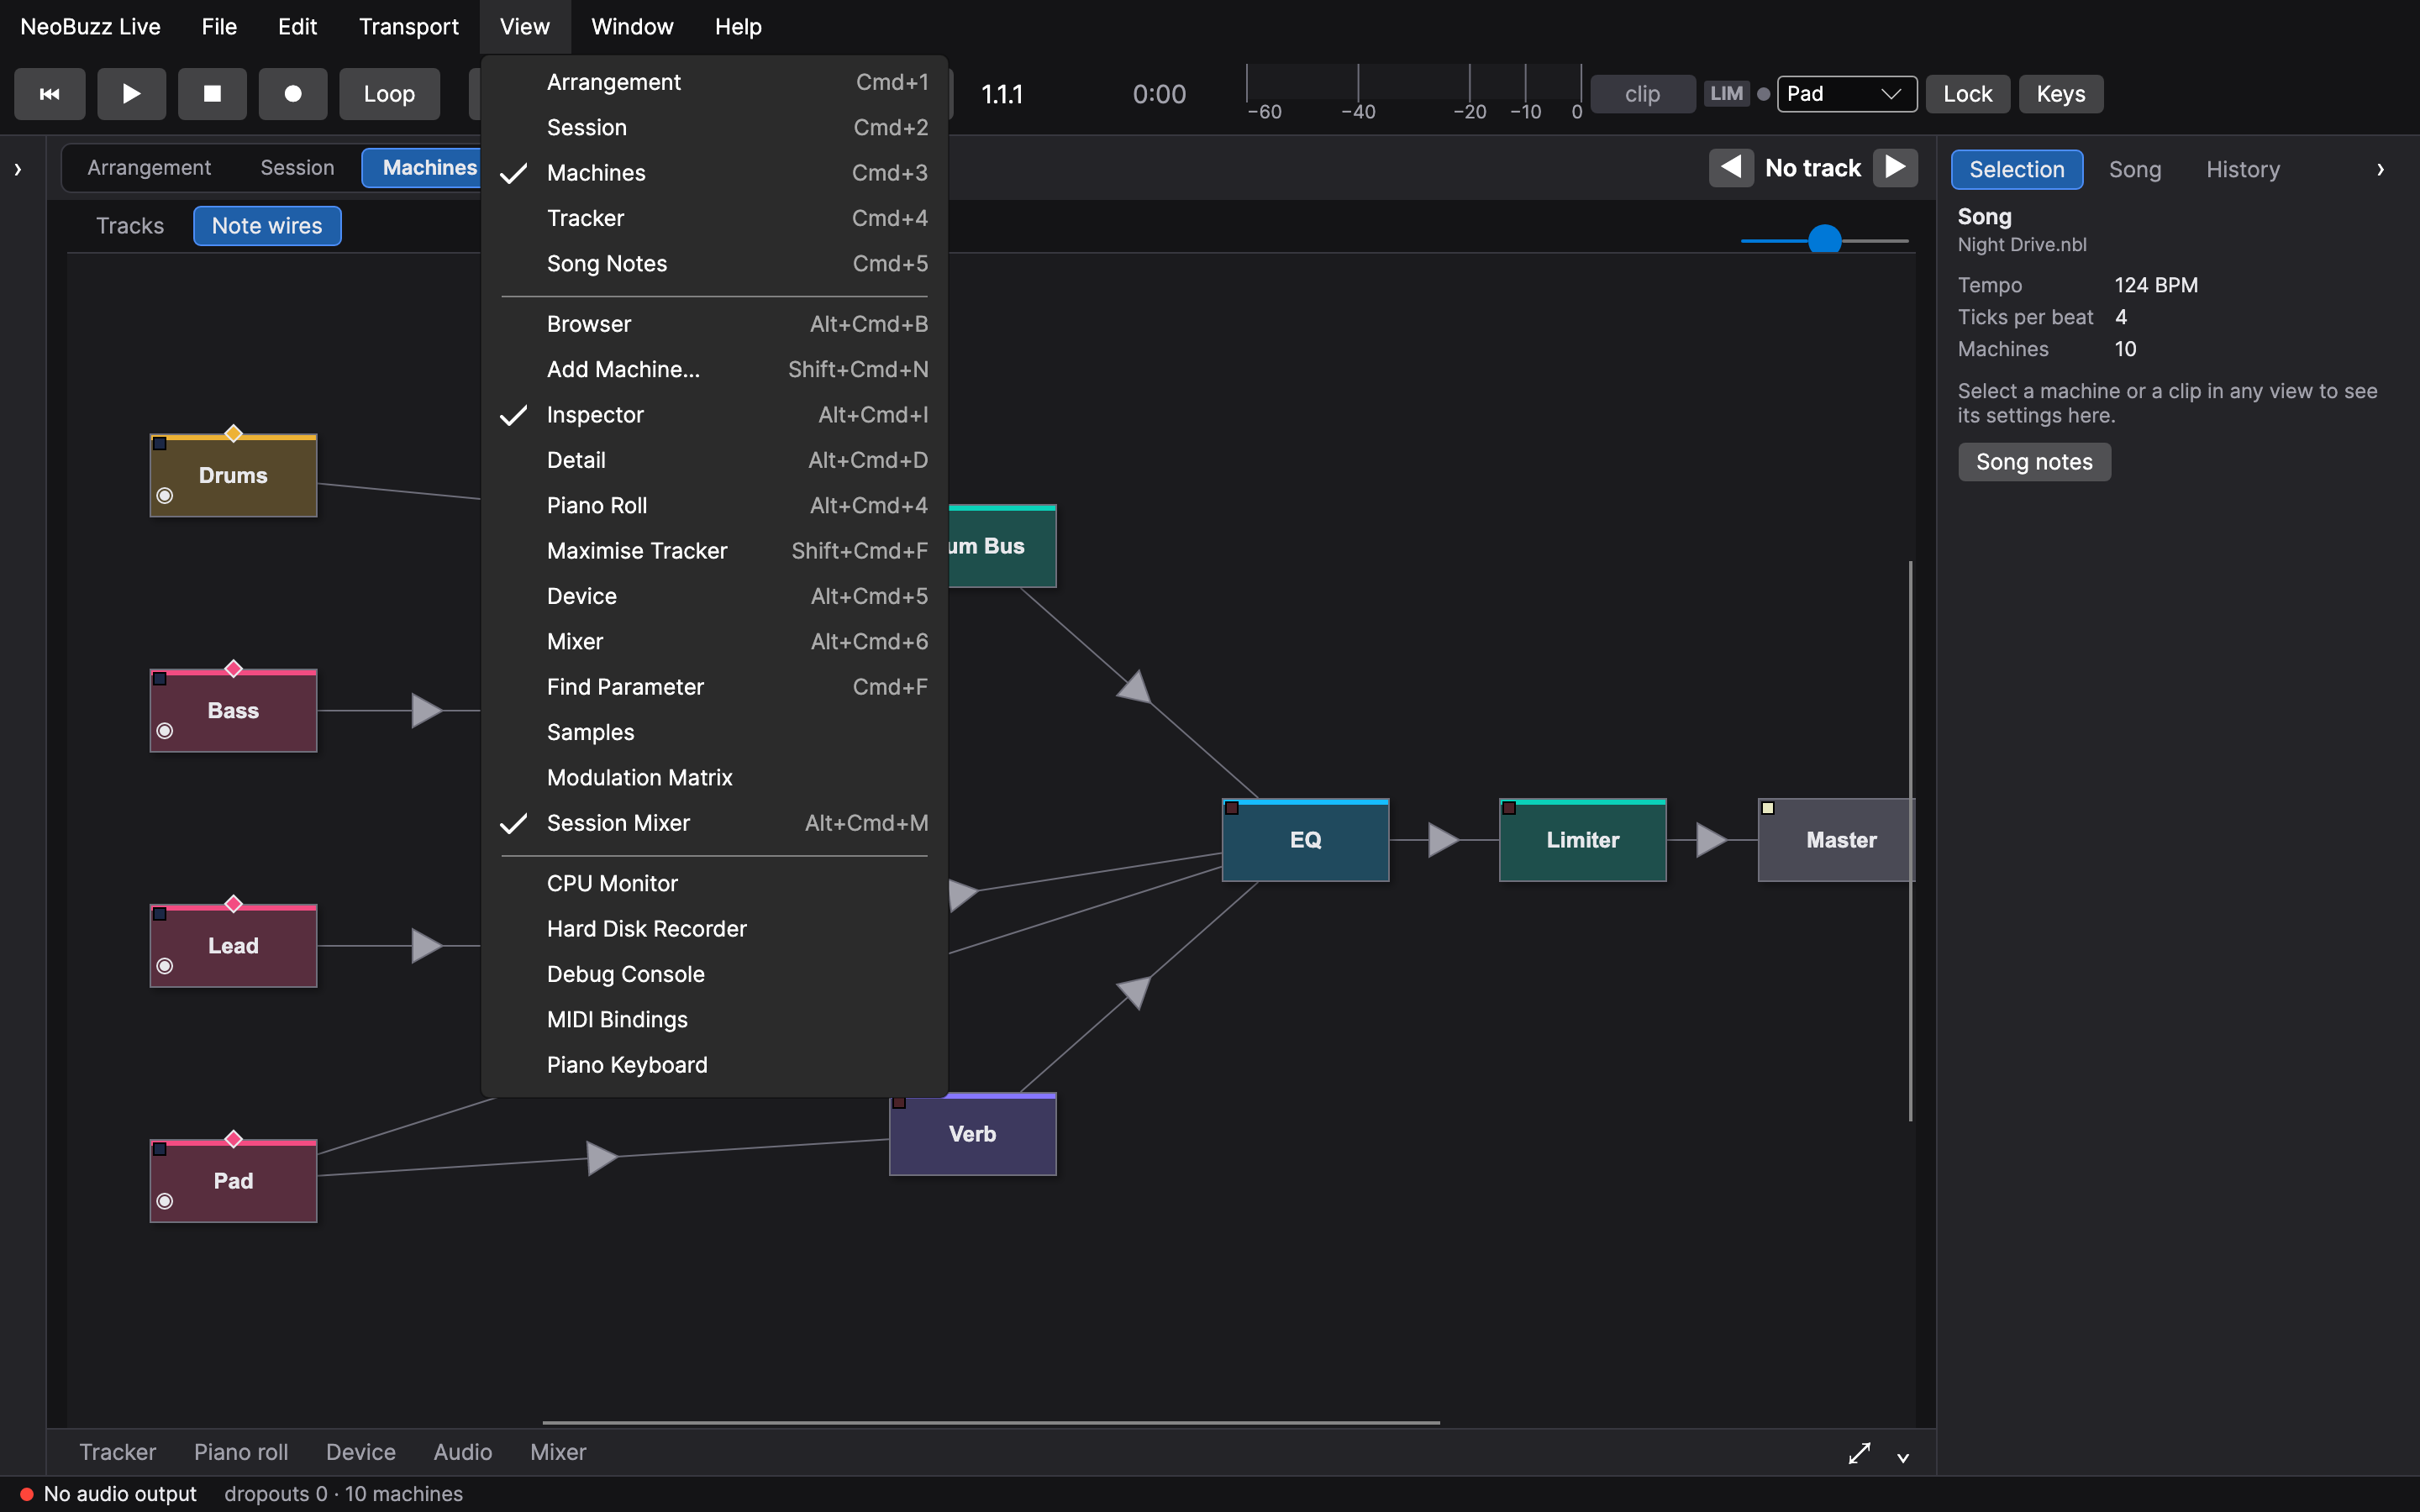 NeoBuzz Live File Edit Transport View Window Help
Loop 1.1.1 0:00 −60 −40 −20 −10 0 clip LIM Pad Lock Keys
Arrangement Session Machines No track
Tracks Note wires
Arrangement Cmd+1
Session Cmd+2
Machines Cmd+3
Tracker Cmd+4
Song Notes Cmd+5
Browser Alt+Cmd+B
Add Machine... Shift+Cmd+N
Inspector Alt+Cmd+I
Detail Alt+Cmd+D
Piano Roll Alt+Cmd+4
Maximise Tracker Shift+Cmd+F
Device Alt+Cmd+5
Mixer Alt+Cmd+6
Find Parameter Cmd+F
Samples
Modulation Matrix
Session Mixer Alt+Cmd+M
CPU Monitor
Hard Disk Recorder
Debug Console
MIDI Bindings
Piano Keyboard
Drums
um Bus
Bass
Lead
EQ
Limiter
Master
Verb
Pad
Selection Song History
Song
Night Drive.nbl
Tempo 124 BPM
Ticks per beat 4
Machines 10
Select a machine or a clip in any view to see
its settings here.
Song notes
Tracker Piano roll Device Audio Mixer
No audio output dropouts 0 · 10 machines